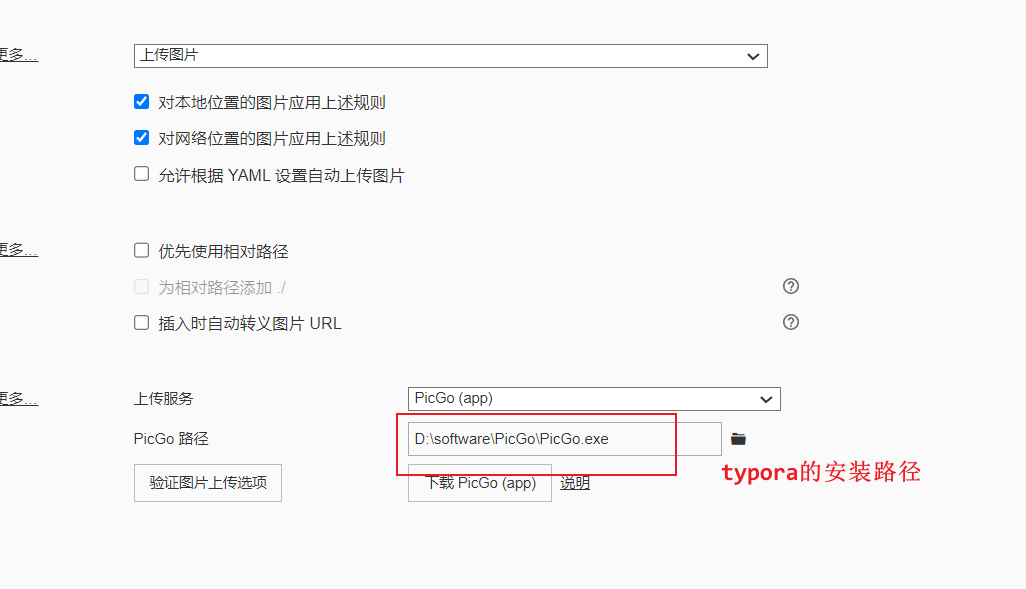 更多...
上传图片
对本地位置的图片应用上述规则
对网络位置的图片应用上述规则
允许根据 YAML 设置自动上传图片
更多...
优先使用相对路径
为相对路径添加 ./
插入时自动转义图片 URL
更多...
上传服务
PicGo (app)
PicGo 路径
D:\software\PicGo\PicGo.exe
typora的安装路径
验证图片上传选项
下载 PicGo (app)
说明